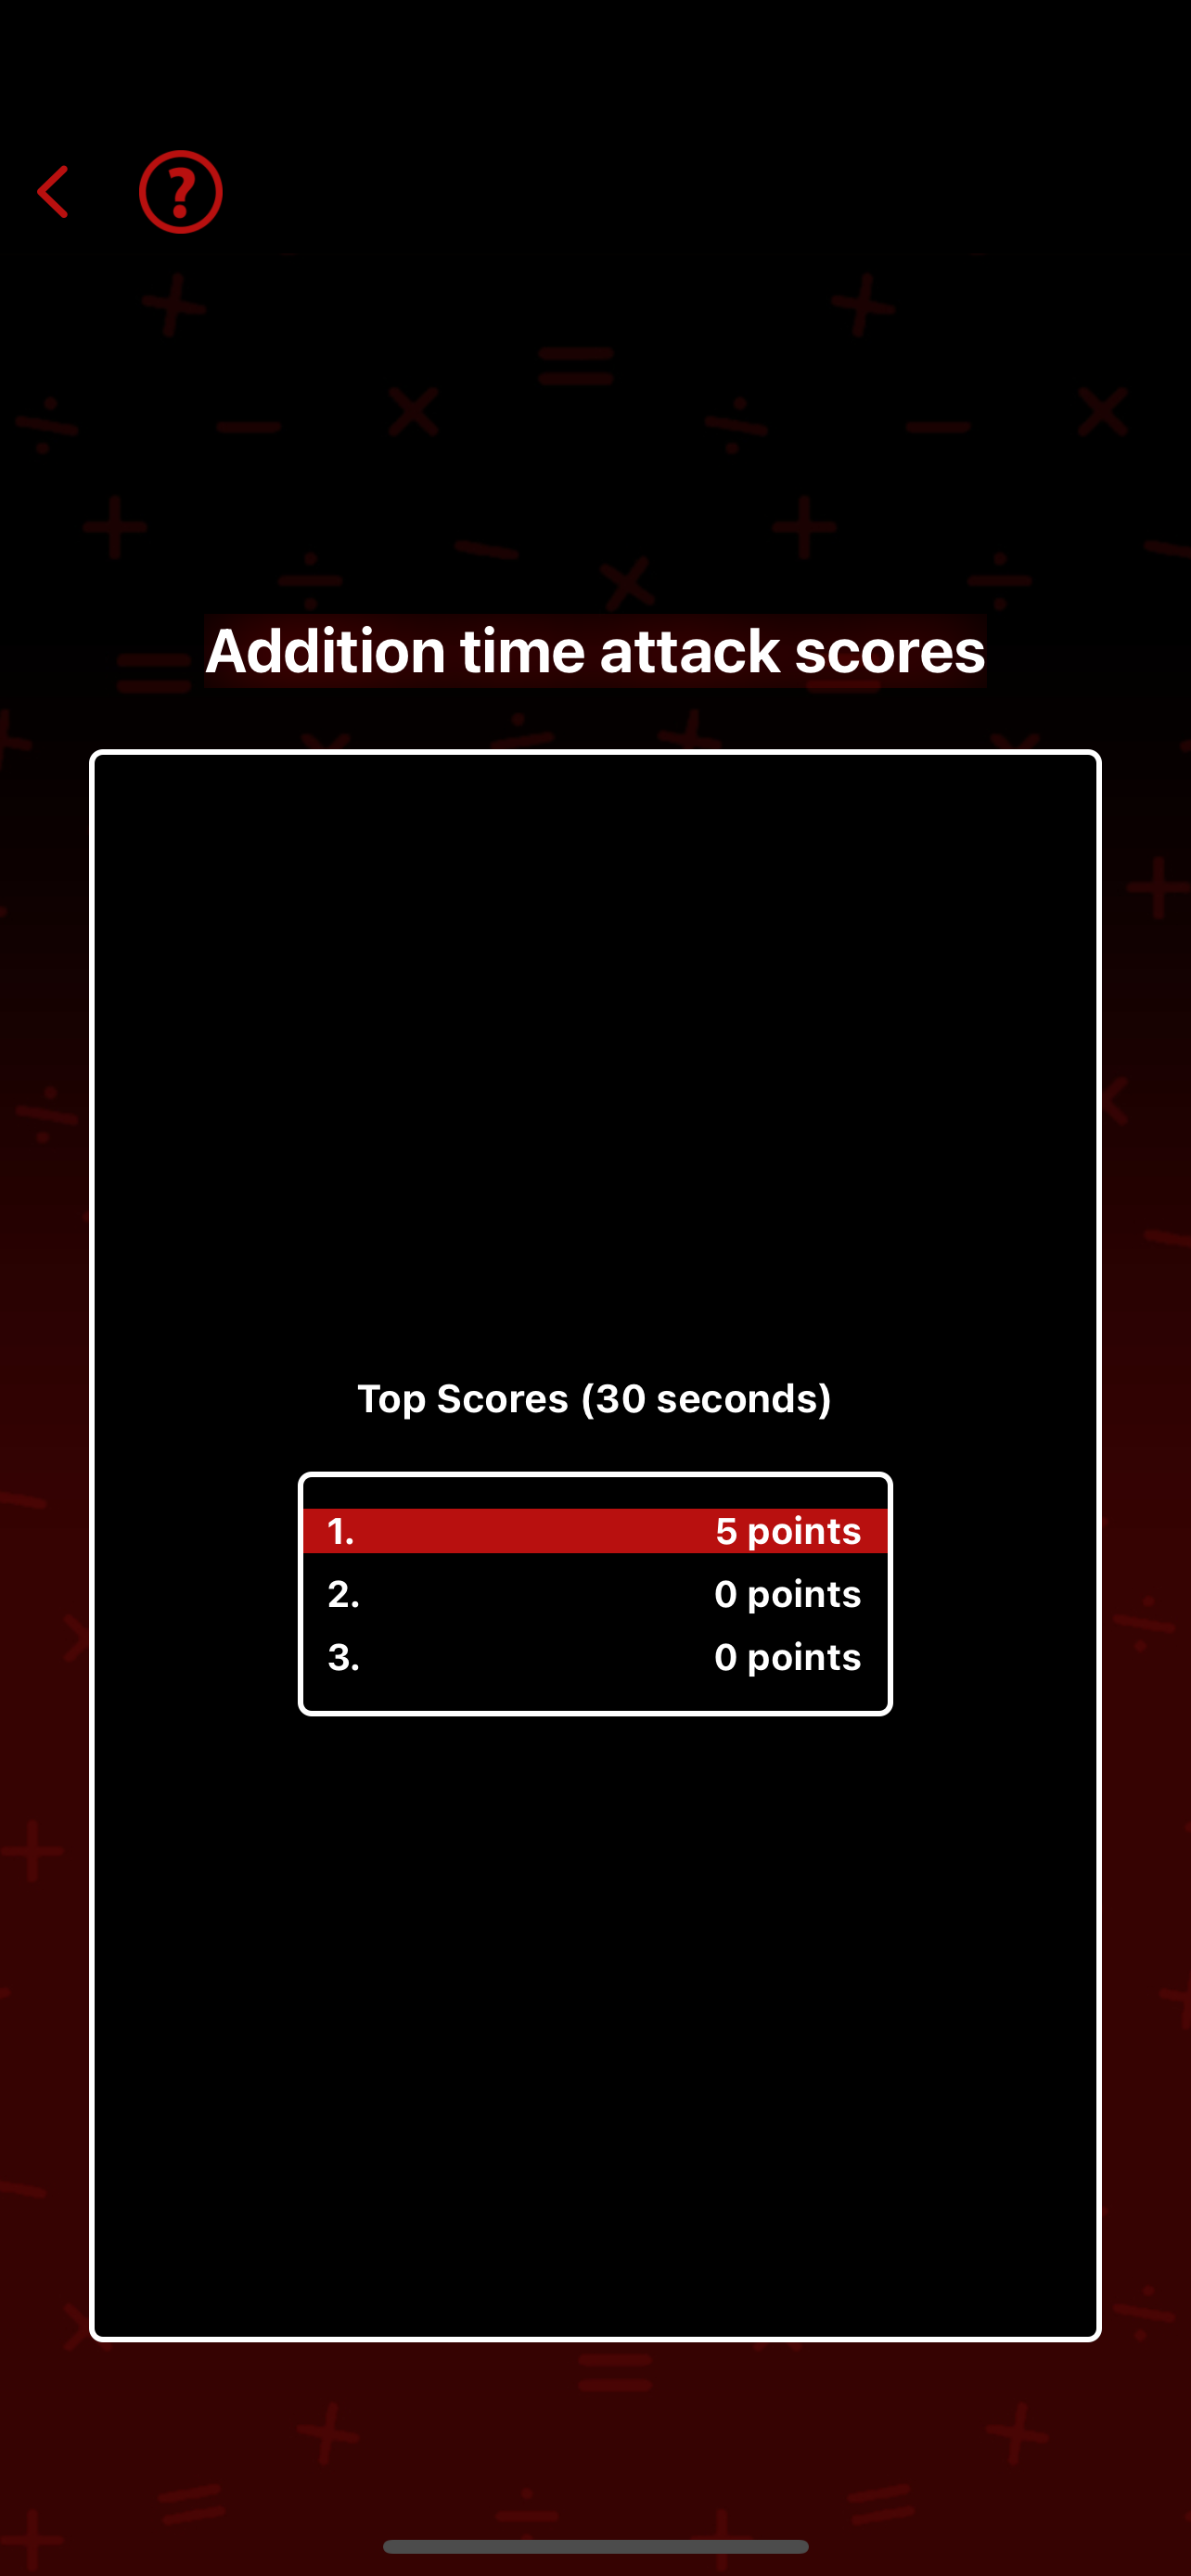 ?
Addition time attack scores
Top Scores (30 seconds)
1. 5 points
2. 0 points
3. 0 points